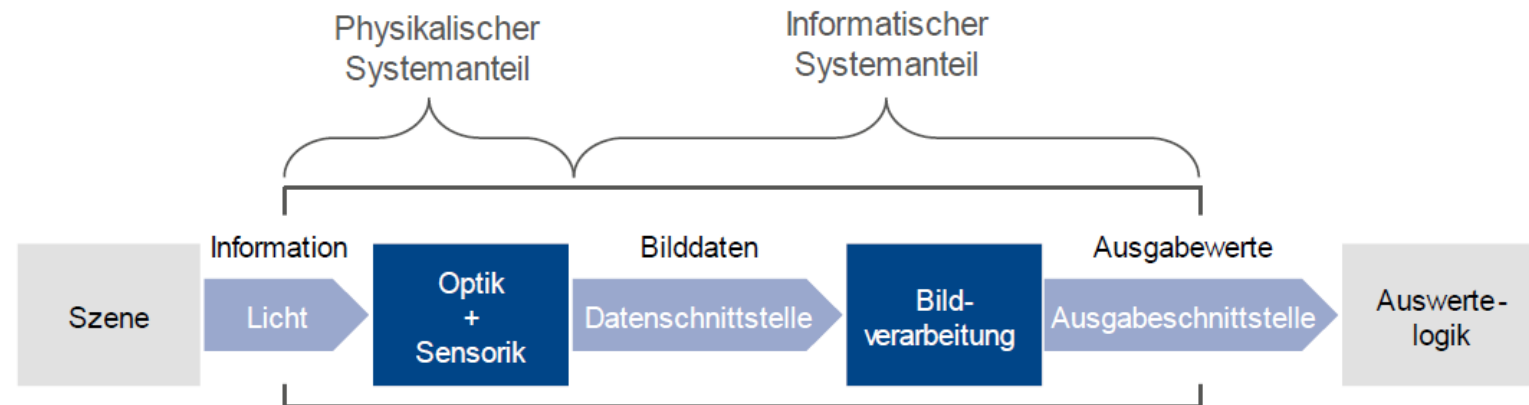 Physikalischer
Systemanteil
Informatischer
Systemanteil
Information
Bilddaten
Ausgabewerte
Szene
Licht
Optik
+
Sensorik
Datenschnittstelle
Bild-
verarbeitung
Ausgabeschnittstelle
Auswerte-
logik